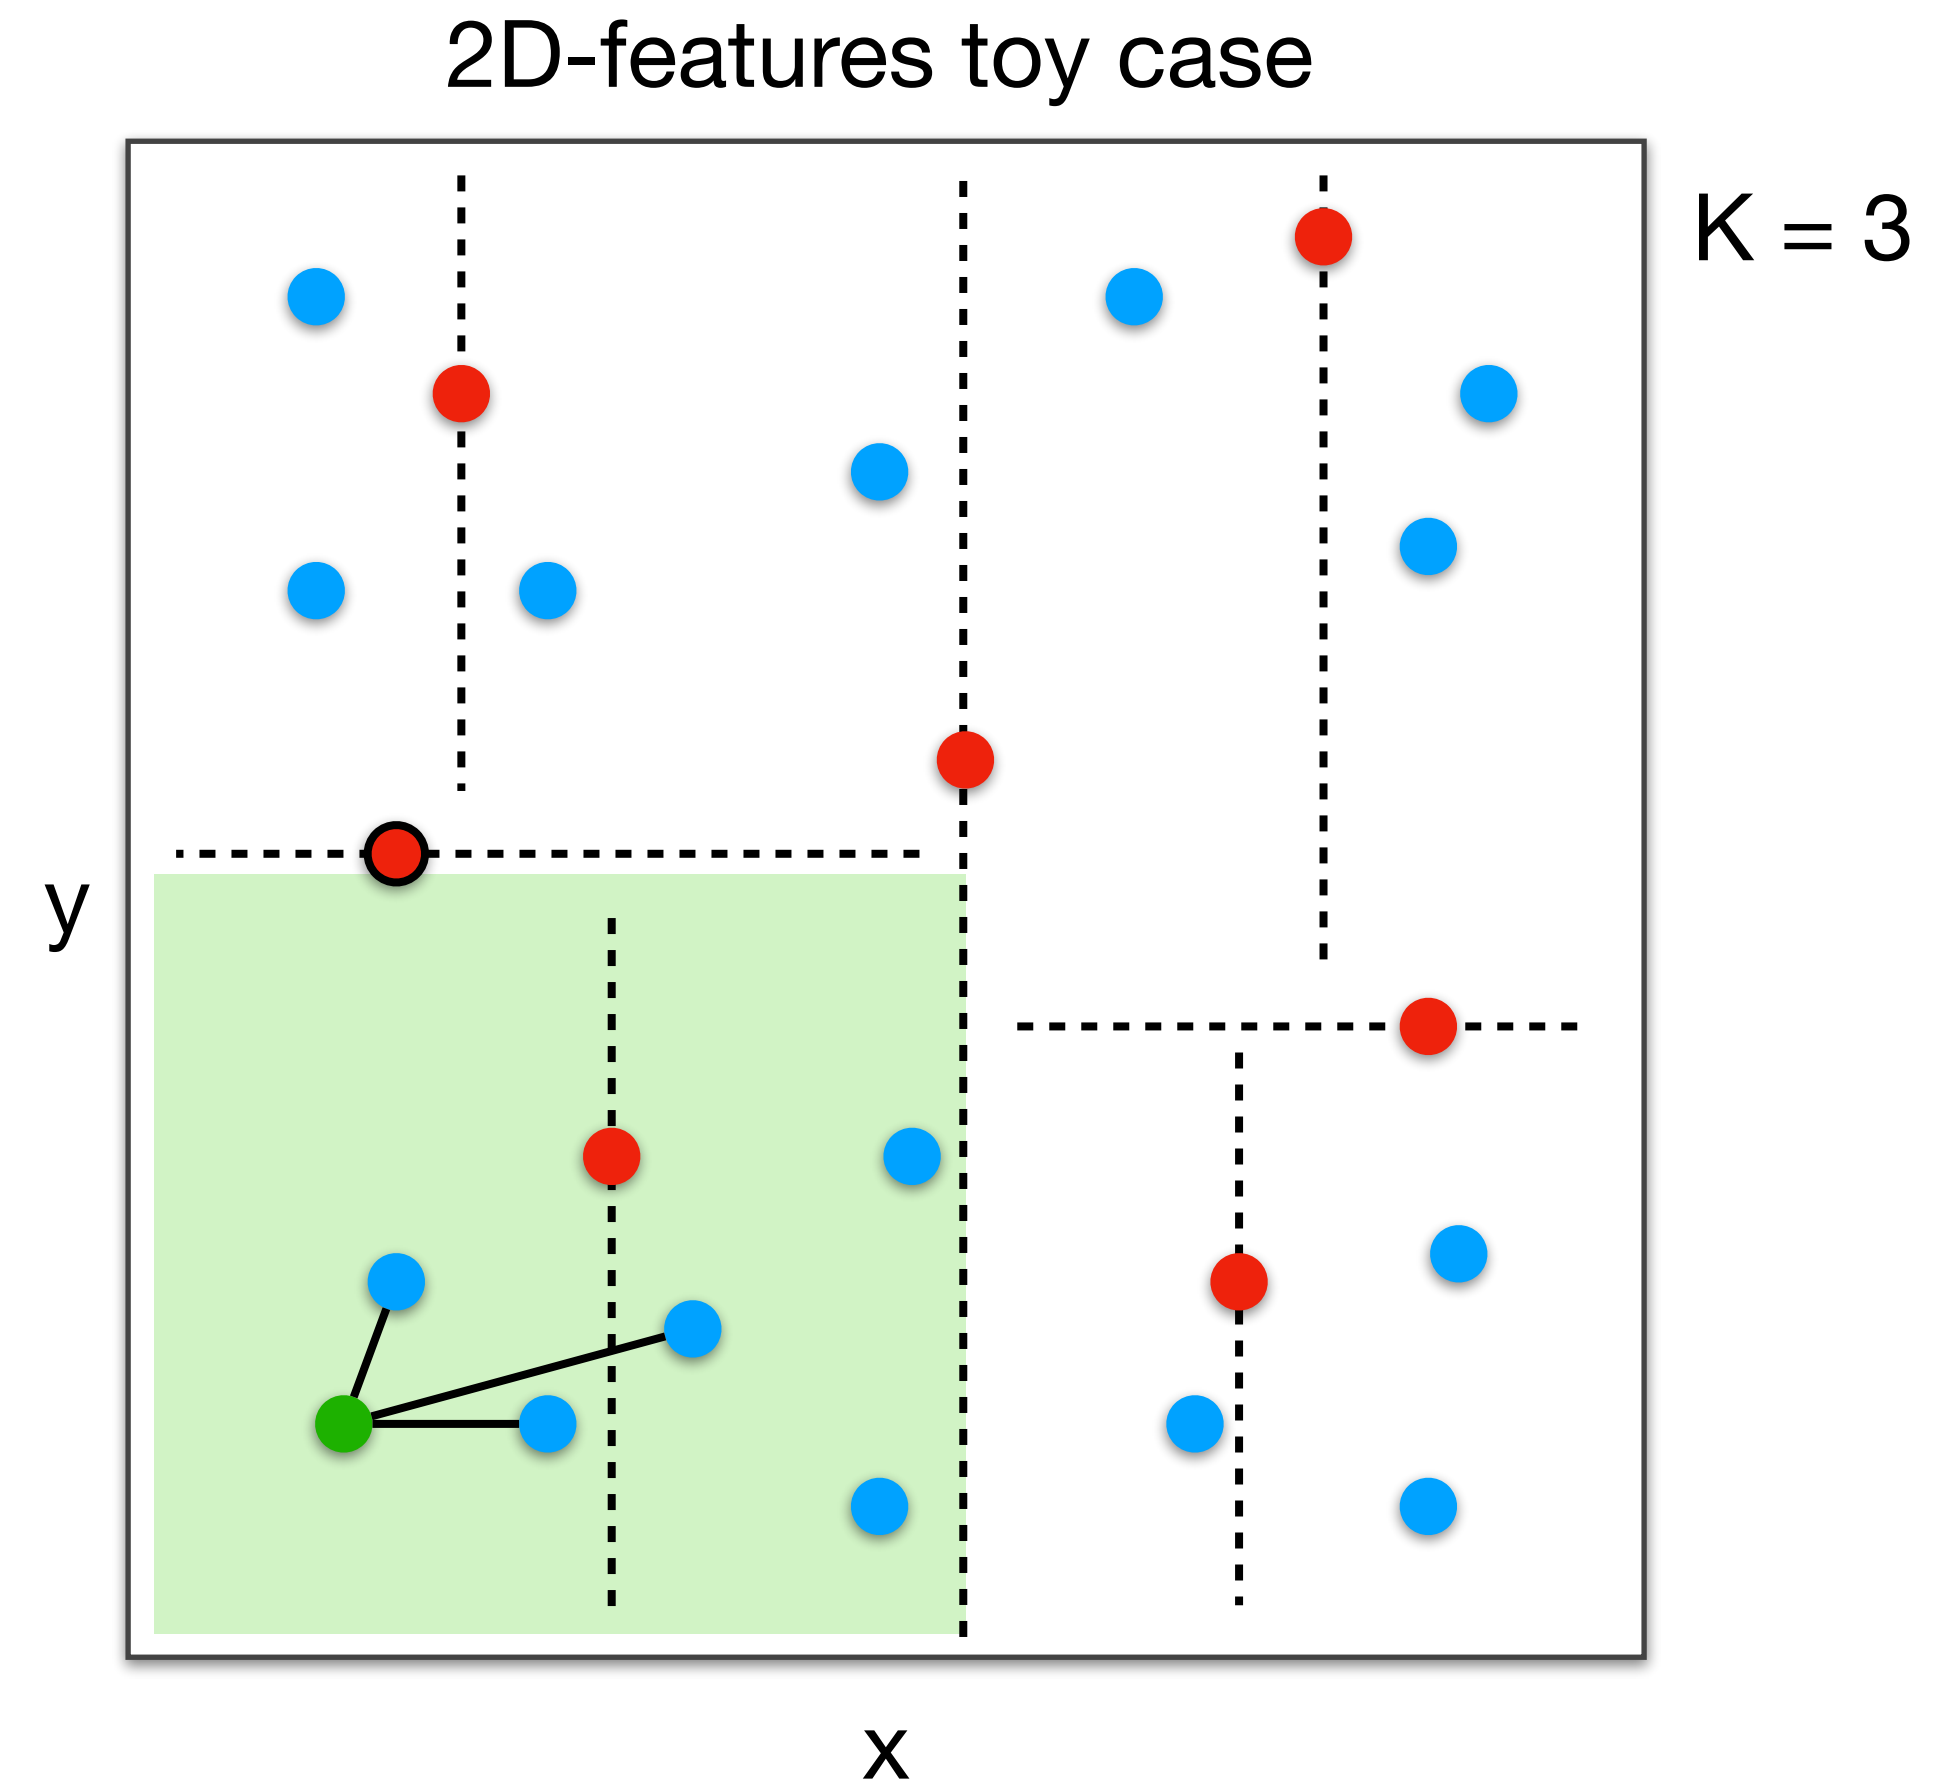 2D-features toy case
K = 3
y
x